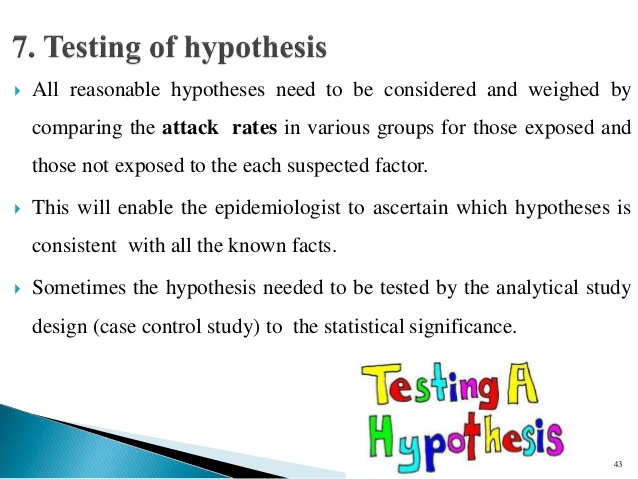 7. Testing of hypothesis
All reasonable hypotheses need to be considered and weighed by
comparing the attack rates in various groups for those exposed and
those not exposed to the each suspected factor.
This will enable the epidemiologist to ascertain which hypotheses is
consistent with all the known facts.
Sometimes the hypothesis needed to be tested by the analytical study
design (case control study) to the statistical significance.
Testing A
Hypothesis
43